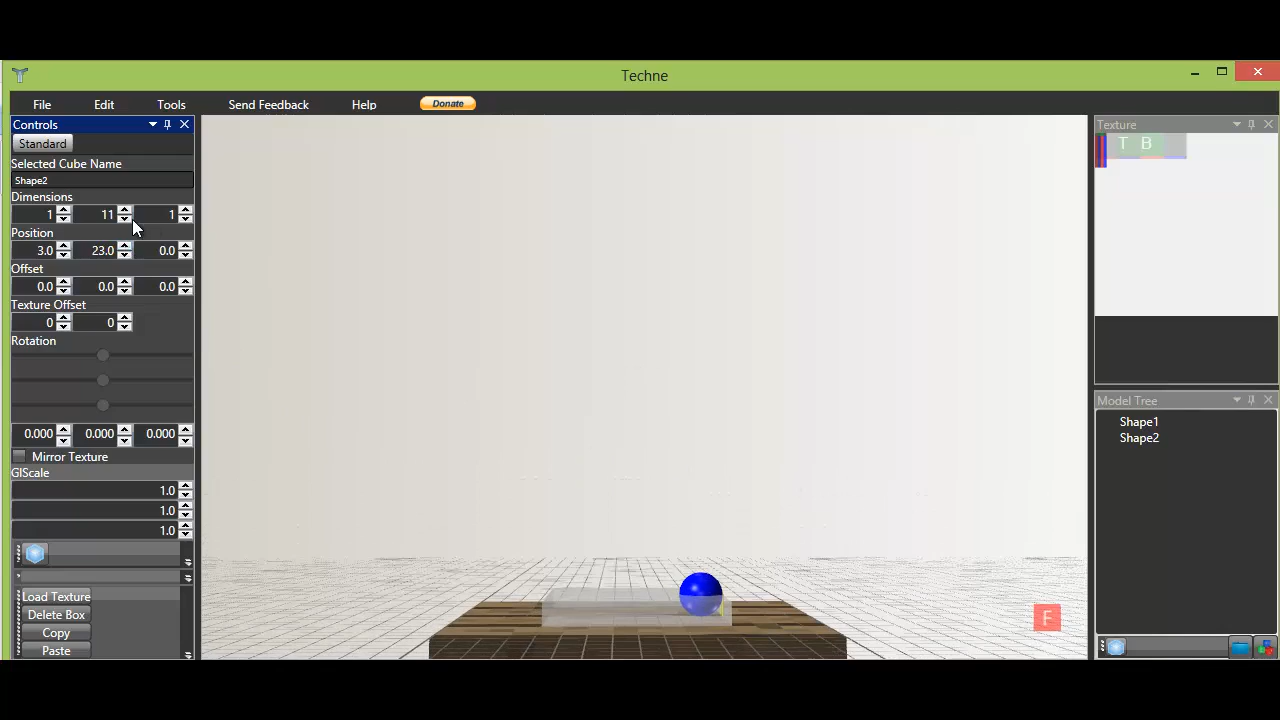 Techne
File Edit Tools Send Feedback Help Donate
Controls
Standard
Selected Cube Name
Shape2
Dimensions
1 11 1
Position
3.0 23.0 0.0
Offset
0.0 0.0 0.0
Texture Offset
0 0
Rotation
0.000 0.000 0.000
Mirror Texture
GlScale
1.0
1.0
1.0
Load Texture
Delete Box
Copy
Paste
F
Texture
T B
Model Tree
Shape1
Shape2